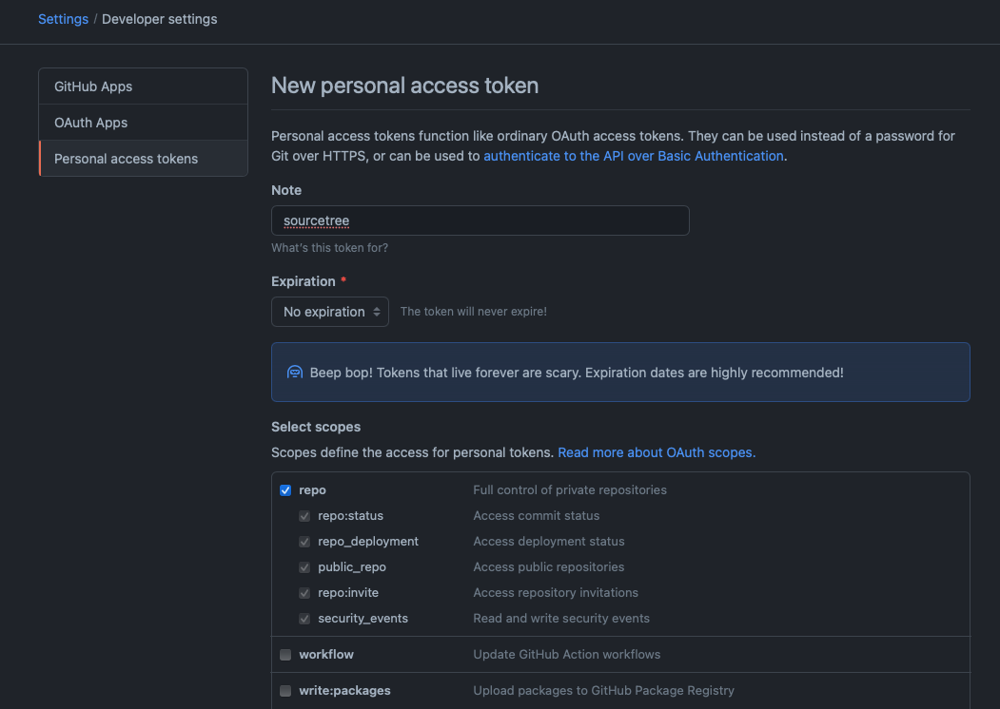 Settings / Developer settings
GitHub Apps
OAuth Apps
Personal access tokens
New personal access token
Personal access tokens function like ordinary OAuth access tokens. They can be used instead of a password for
Git over HTTPS, or can be used to authenticate to the API over Basic Authentication.
Note
sourcetree
What's this token for?
Expiration *
No expiration The token will never expire!
Beep bop! Tokens that live forever are scary. Expiration dates are highly recommended!
Select scopes
Scopes define the access for personal tokens. Read more about OAuth scopes.
repo Full control of private repositories
repo:status Access commit status
repo_deployment Access deployment status
public_repo Access public repositories
repo:invite Access repository invitations
security_events Read and write security events
workflow Update GitHub Action workflows
write:packages Upload packages to GitHub Package Registry